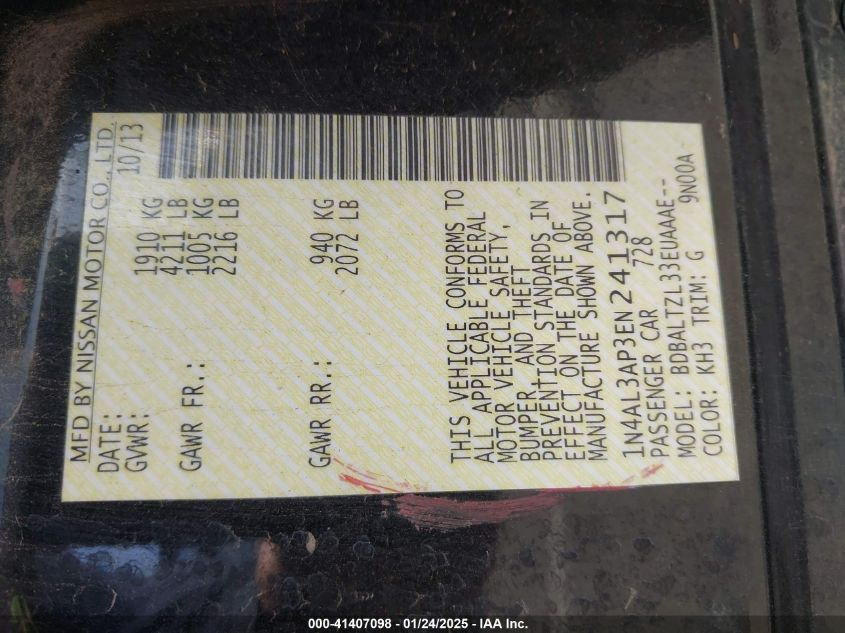 MFD BY NISSAN MOTOR CO., LTD.
DATE: 10/13
GVWR: 1910 KG
4211 LB
GAWR FR.: 1005 KG
2216 LB
GAWR RR.: 940 KG
2072 LB
THIS VEHICLE CONFORMS TO
ALL APPLICABLE FEDERAL
MOTOR VEHICLE SAFETY,
BUMPER, AND THEFT
PREVENTION STANDARDS IN
EFFECT ON THE DATE OF
MANUFACTURE SHOWN ABOVE.
1N4AL3AP3EN241317
PASSENGER CAR 728
MODEL: BDBALTZL33EUAAAE--
COLOR: KH3 TRIM: G 9N00A
000-41407098 - 01/24/2025 - IAA Inc.